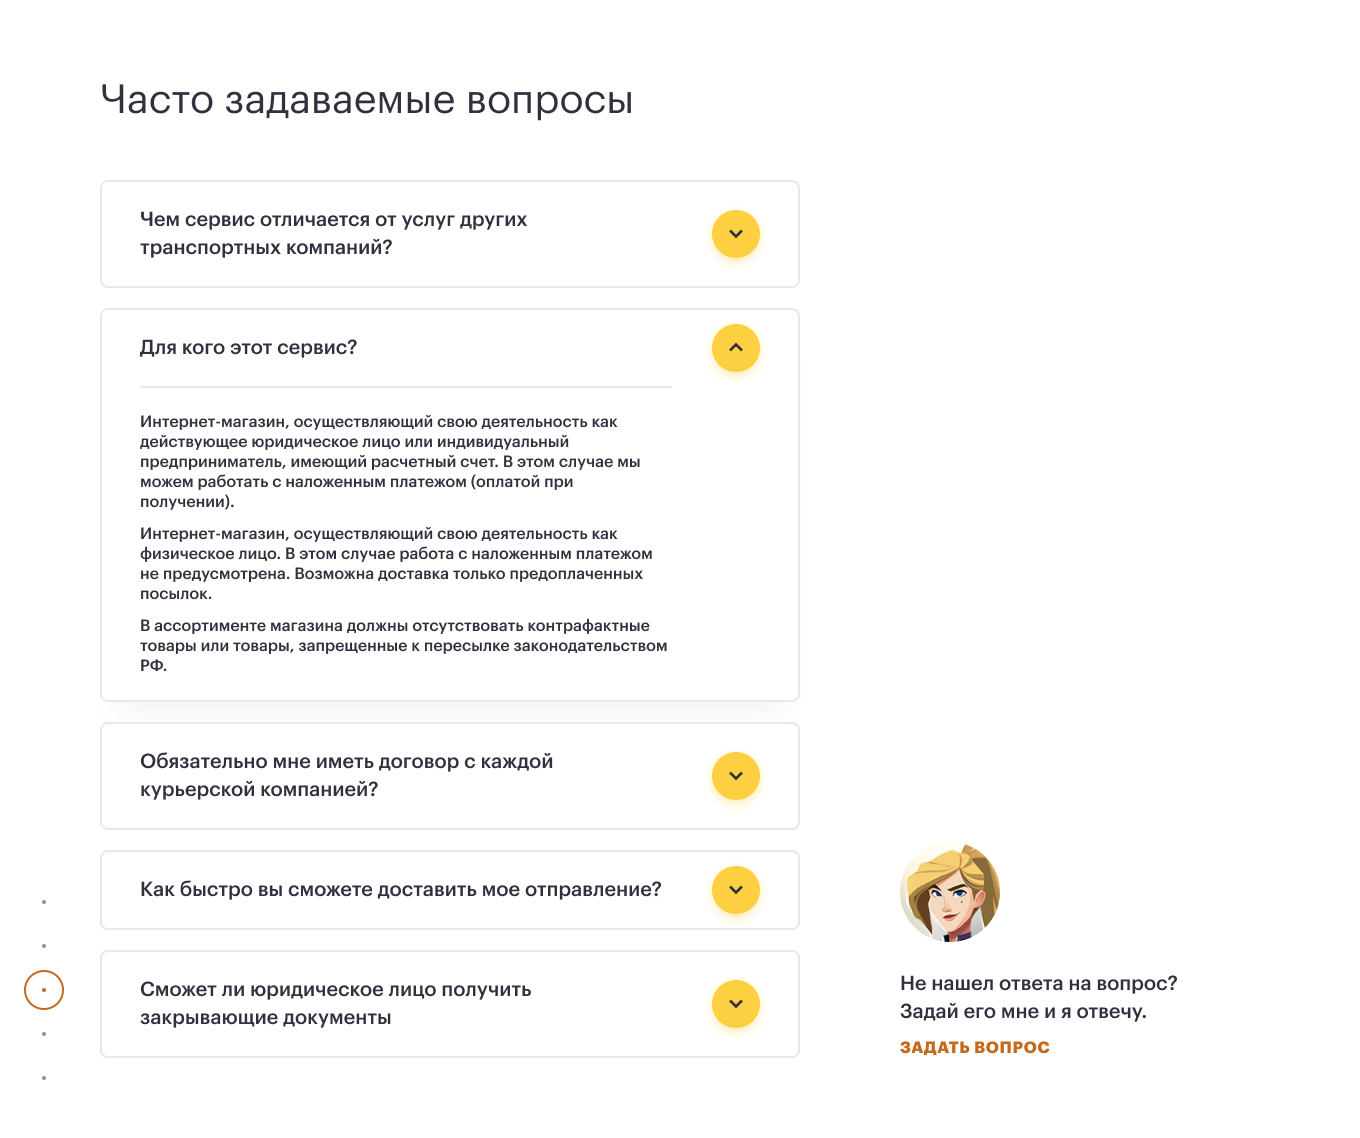 Часто задаваемые вопросы
Чем сервис отличается от услуг других
транспортных компаний?
Для кого этот сервис?
Интернет-магазин, осуществляющий свою деятельность как
действующее юридическое лицо или индивидуальный
предприниматель, имеющий расчетный счет. В этом случае мы
можем работать с наложенным платежом (оплатой при
получении).
Интернет-магазин, осуществляющий свою деятельность как
физическое лицо. В этом случае работа с наложенным платежом
не предусмотрена. Возможна доставка только предоплаченных
посылок.
В ассортименте магазина должны отсутствовать контрафактные
товары или товары, запрещенные к пересылке законодательством
РФ.
Обязательно мне иметь договор с каждой
курьерской компанией?
Как быстро вы сможете доставить мое отправление?
Сможет ли юридическое лицо получить
закрывающие документы
Не нашел ответа на вопрос?
Задай его мне и я отвечу.
ЗАДАТЬ ВОПРОС